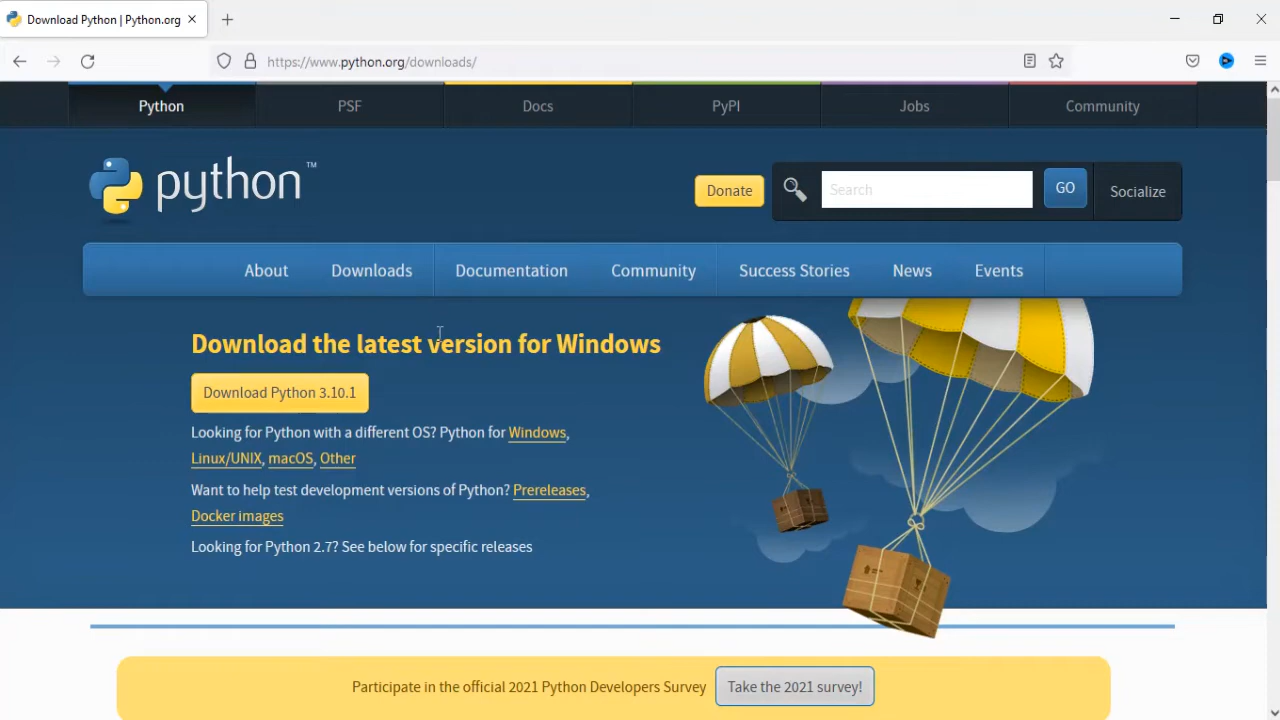 Download Python | Python.org
https://www.python.org/downloads/
Python PSF Docs PyPI Jobs Community
python™
Donate Search GO Socialize
About Downloads Documentation Community Success Stories News Events
Download the latest version for Windows
Download Python 3.10.1
Looking for Python with a different OS? Python for Windows,
Linux/UNIX, macOS, Other
Want to help test development versions of Python? Prereleases,
Docker images
Looking for Python 2.7? See below for specific releases
Participate in the official 2021 Python Developers Survey Take the 2021 survey!